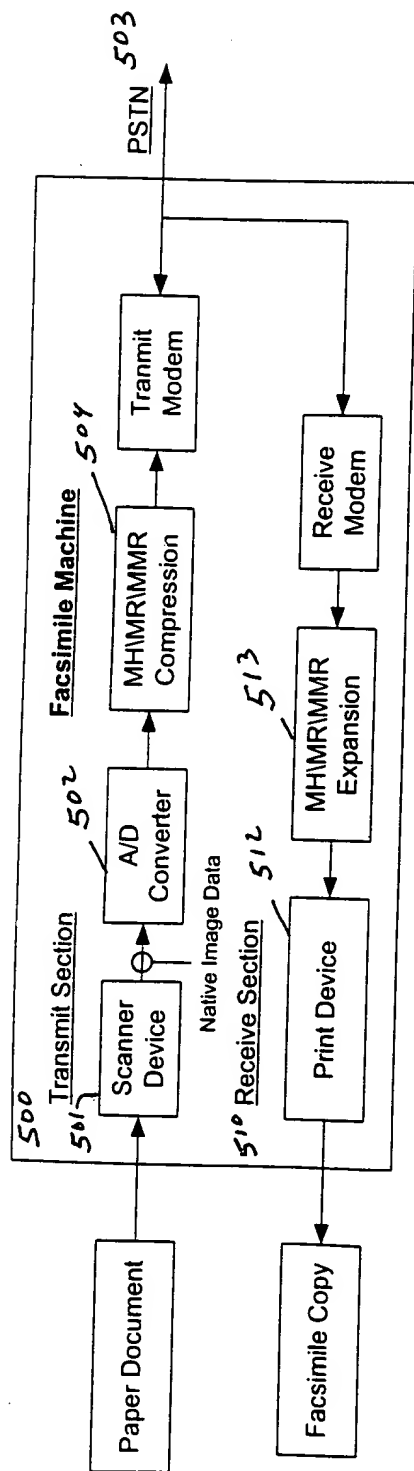 Facsimile Machine
PSTN 503
500
Transmit Section
501
Paper Document
Scanner
Device
Native Image Data
502
A/D
Converter
504
MH\MR\MMR
Compression
Tranmit
Modem
510 Receive Section
Facsimile Copy
512
Print Device
513
MH\MR\MMR
Expansion
Receive
Modem